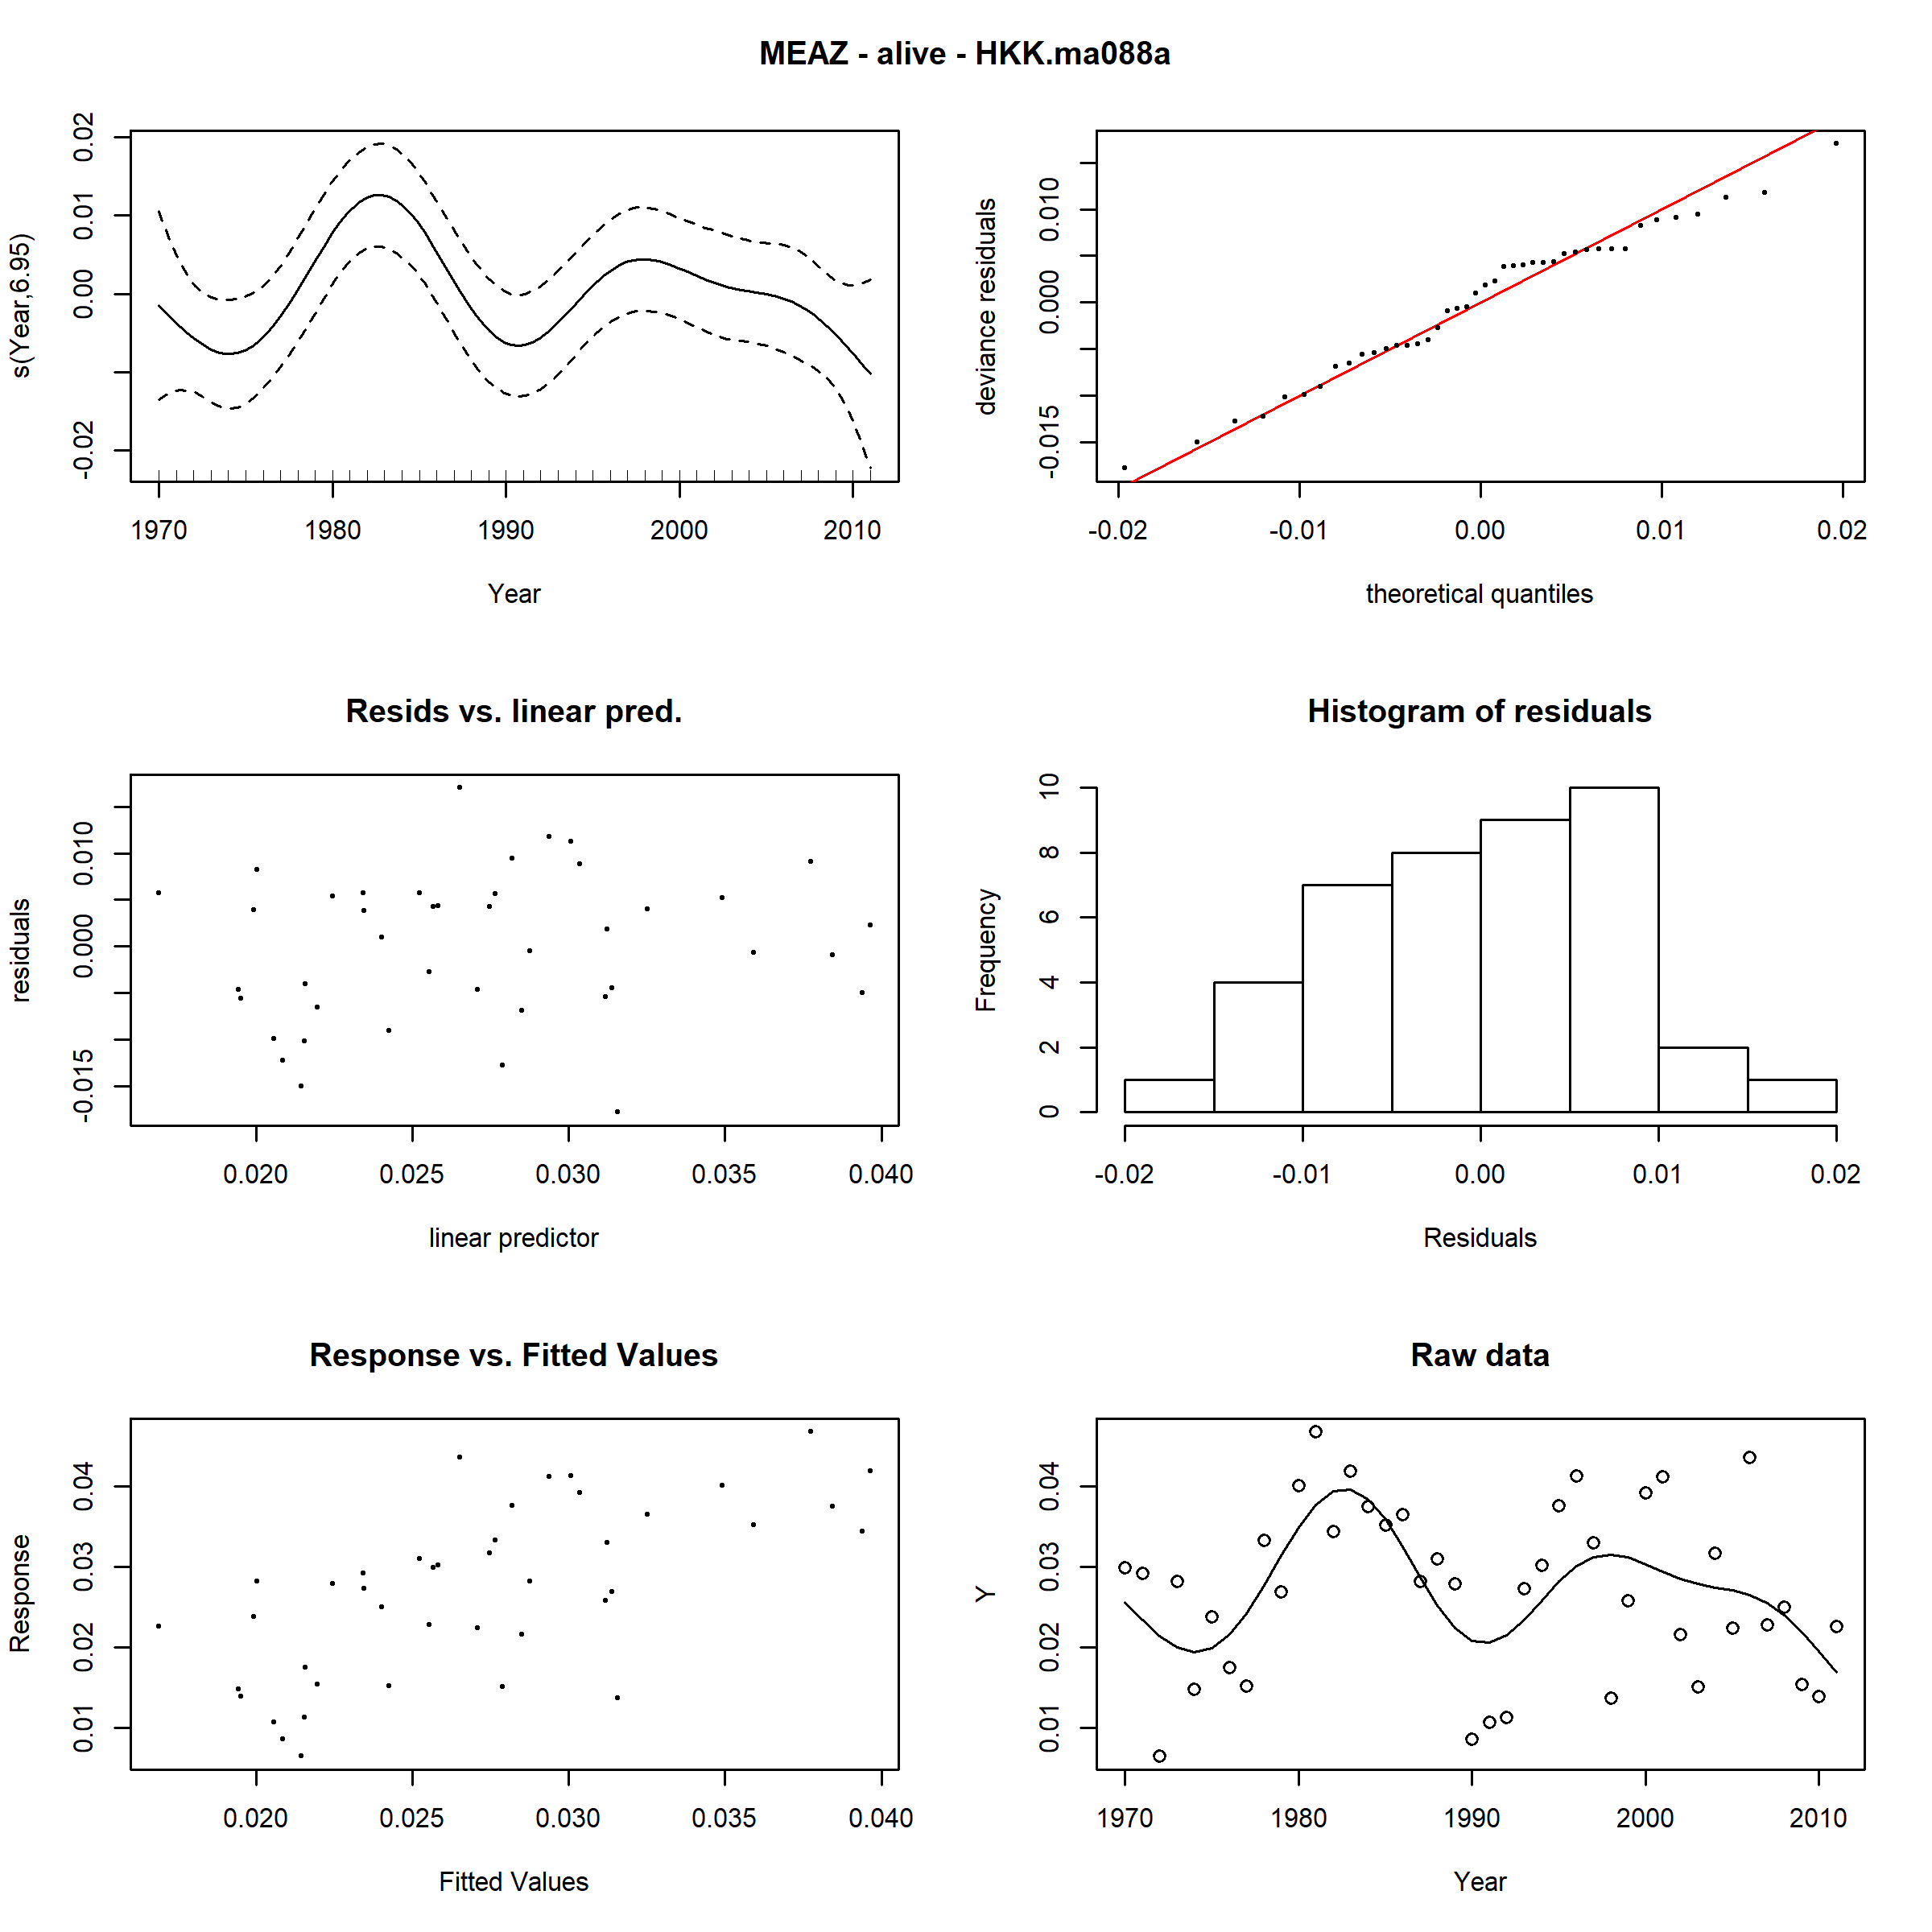 MEAZ - alive - HKK.ma088a
s(Year,6.95)
0.02
0.01
0.00
-0.02
1970 1980 1990 2000 2010
Year
deviance residuals
0.010
0.000
-0.015
-0.02 -0.01 0.00 0.01 0.02
theoretical quantiles
Resids vs. linear pred.
residuals
0.010
0.000
-0.015
0.020 0.025 0.030 0.035 0.040
linear predictor
Histogram of residuals
Frequency
10
8
6
4
2
0
-0.02 -0.01 0.00 0.01 0.02
Residuals
Response vs. Fitted Values
Response
0.04
0.03
0.02
0.01
0.020 0.025 0.030 0.035 0.040
Fitted Values
Raw data
Y
0.04
0.03
0.02
0.01
1970 1980 1990 2000 2010
Year